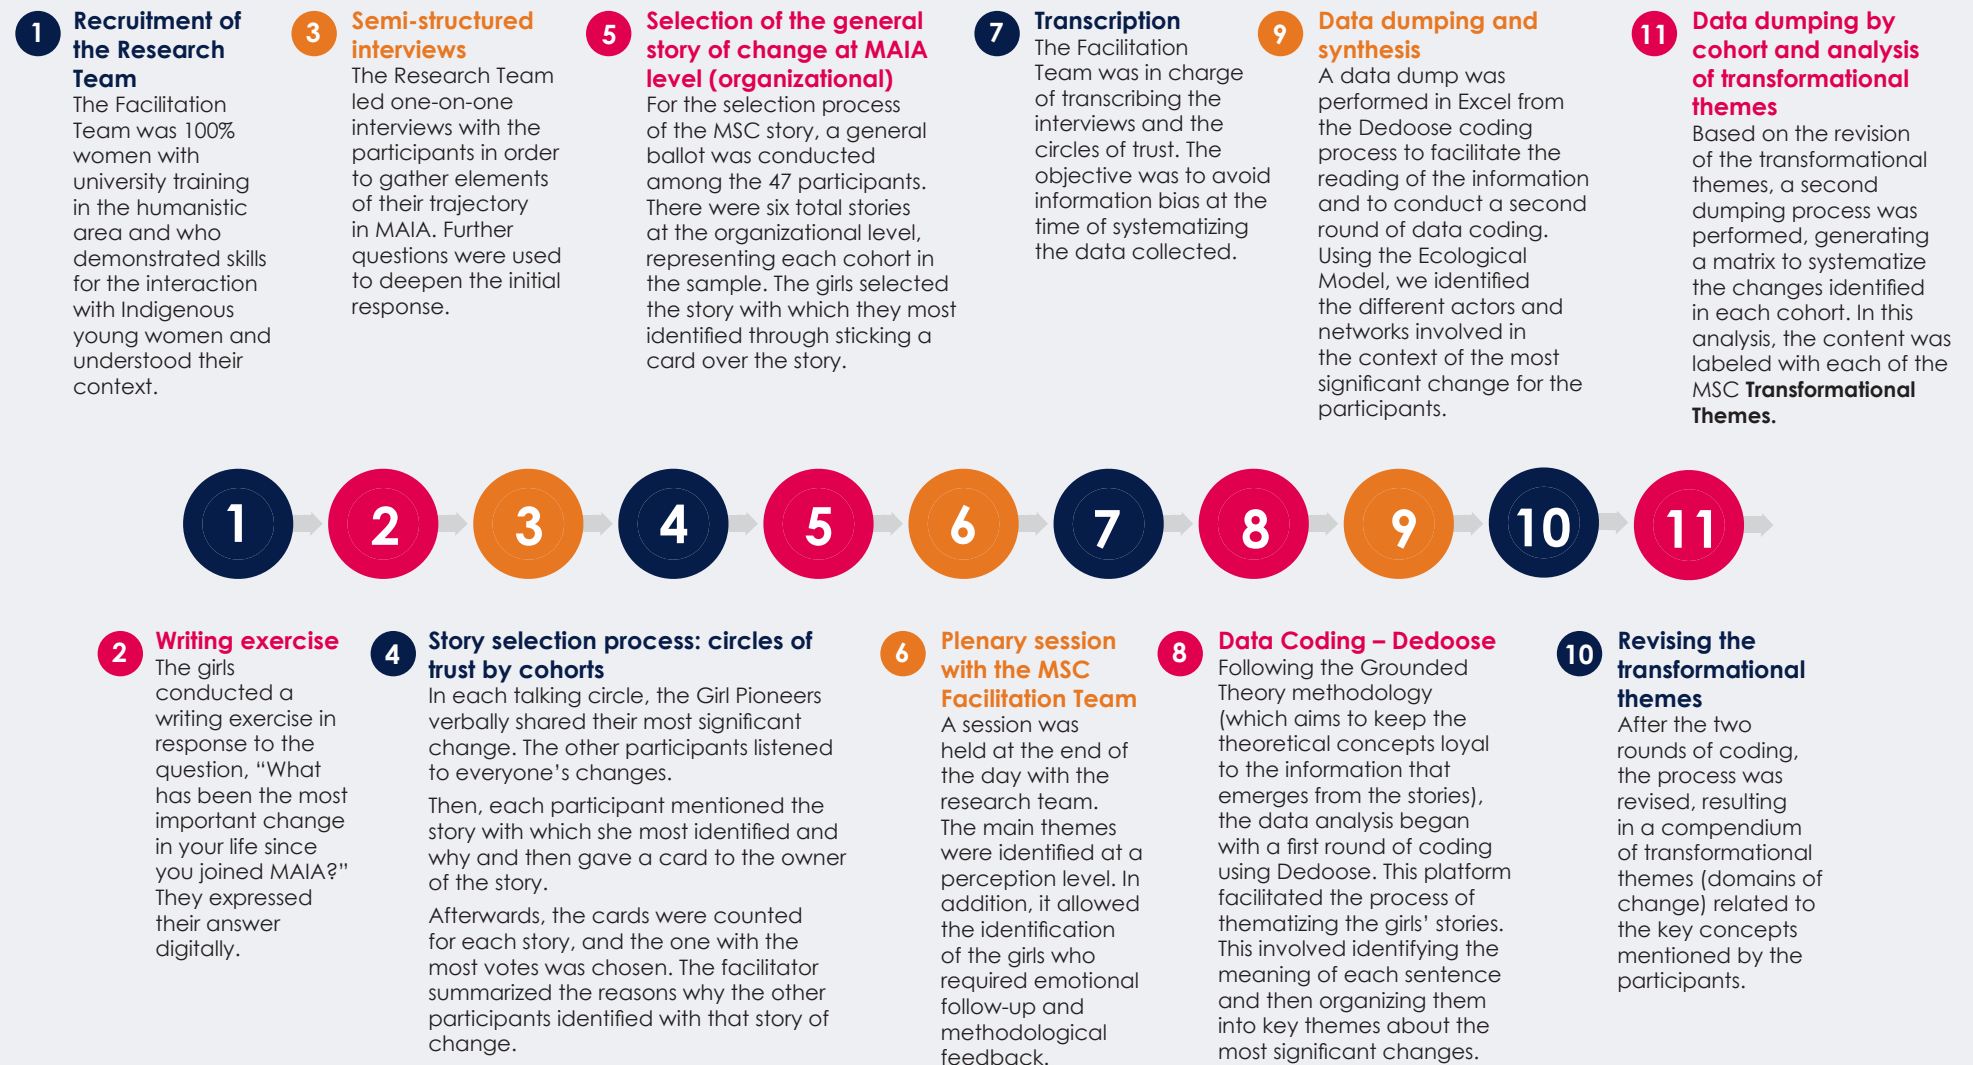 1
Recruitment of
the Research
Team
The Facilitation
Team was 100%
women with
university training
in the humanistic
area and who
demonstrated skills
for the interaction
with Indigenous
young women and
understood their
context.
3
Semi-structured
interviews
The Research Team
led one-on-one
interviews with the
participants in order
to gather elements
of their trajectory
in MAIA. Further
questions were used
to deepen the initial
response.
5
Selection of the general
story of change at MAIA
level (organizational)
For the selection process
of the MSC story, a general
ballot was conducted
among the 47 participants.
There were six total stories
at the organizational level,
representing each cohort in
the sample. The girls selected
the story with which they most
identified through sticking a
card over the story.
7
Transcription
The Facilitation
Team was in charge
of transcribing the
interviews and the
circles of trust. The
objective was to avoid
information bias at the
time of systematizing
the data collected.
9
Data dumping and
synthesis
A data dump was
performed in Excel from
the Dedoose coding
process to facilitate the
reading of the information
and to conduct a second
round of data coding.
Using the Ecological
Model, we identified
the different actors and
networks involved in
the context of the most
significant change for the
participants.
11
Data dumping by
cohort and analysis
of transformational
themes
Based on the revision
of the transformational
themes, a second
dumping process was
performed, generating
a matrix to systematize
the changes identified
in each cohort. In this
analysis, the content was
labeled with each of the
MSC Transformational
Themes.
1 2 3 4 5 6 7 8 9 10 11
2
Writing exercise
The girls
conducted a
writing exercise in
response to the
question, “What
has been the most
important change
in your life since
you joined MAIA?”
They expressed
their answer
digitally.
4
Story selection process: circles of
trust by cohorts
In each talking circle, the Girl Pioneers
verbally shared their most significant
change. The other participants listened
to everyone’s changes.
Then, each participant mentioned the
story with which she most identified and
why and then gave a card to the owner
of the story.
Afterwards, the cards were counted
for each story, and the one with the
most votes was chosen. The facilitator
summarized the reasons why the other
participants identified with that story of
change.
6
Plenary session
with the MSC
Facilitation Team
A session was
held at the end of
the day with the
research team.
The main themes
were identified at a
perception level. In
addition, it allowed
the identification
of the girls who
required emotional
follow-up and
methodological
feedback.
8
Data Coding – Dedoose
Following the Grounded
Theory methodology
(which aims to keep the
theoretical concepts loyal
to the information that
emerges from the stories),
the data analysis began
with a first round of coding
using Dedoose. This platform
facilitated the process of
thematizing the girls’ stories.
This involved identifying the
meaning of each sentence
and then organizing them
into key themes about the
most significant changes.
10
Revising the
transformational
themes
After the two
rounds of coding,
the process was
revised, resulting
in a compendium
of transformational
themes (domains of
change) related to
the key concepts
mentioned by the
participants.